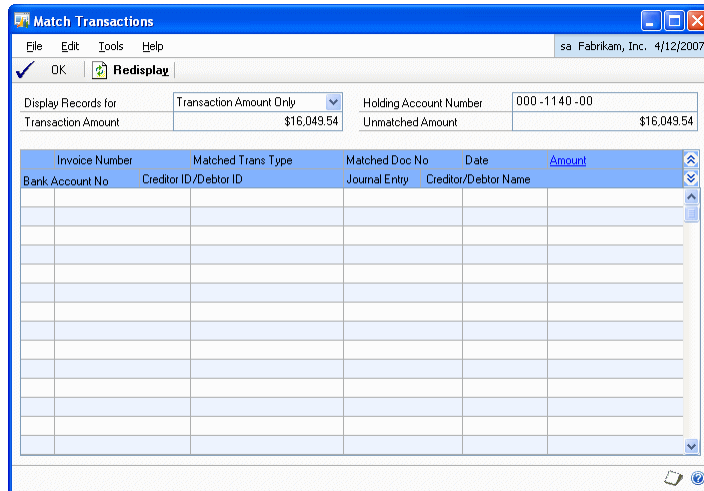 Match Transactions
File Edit Tools Help sa Fabrikam, Inc. 4/12/2007
OK Redisplay
Display Records for Transaction Amount Only Holding Account Number 000 -1140 -00
Transaction Amount $16,049.54 Unmatched Amount $16,049.54
Invoice Number Matched Trans Type Matched Doc No Date Amount
Bank Account No Creditor ID/Debtor ID Journal Entry Creditor/Debtor Name